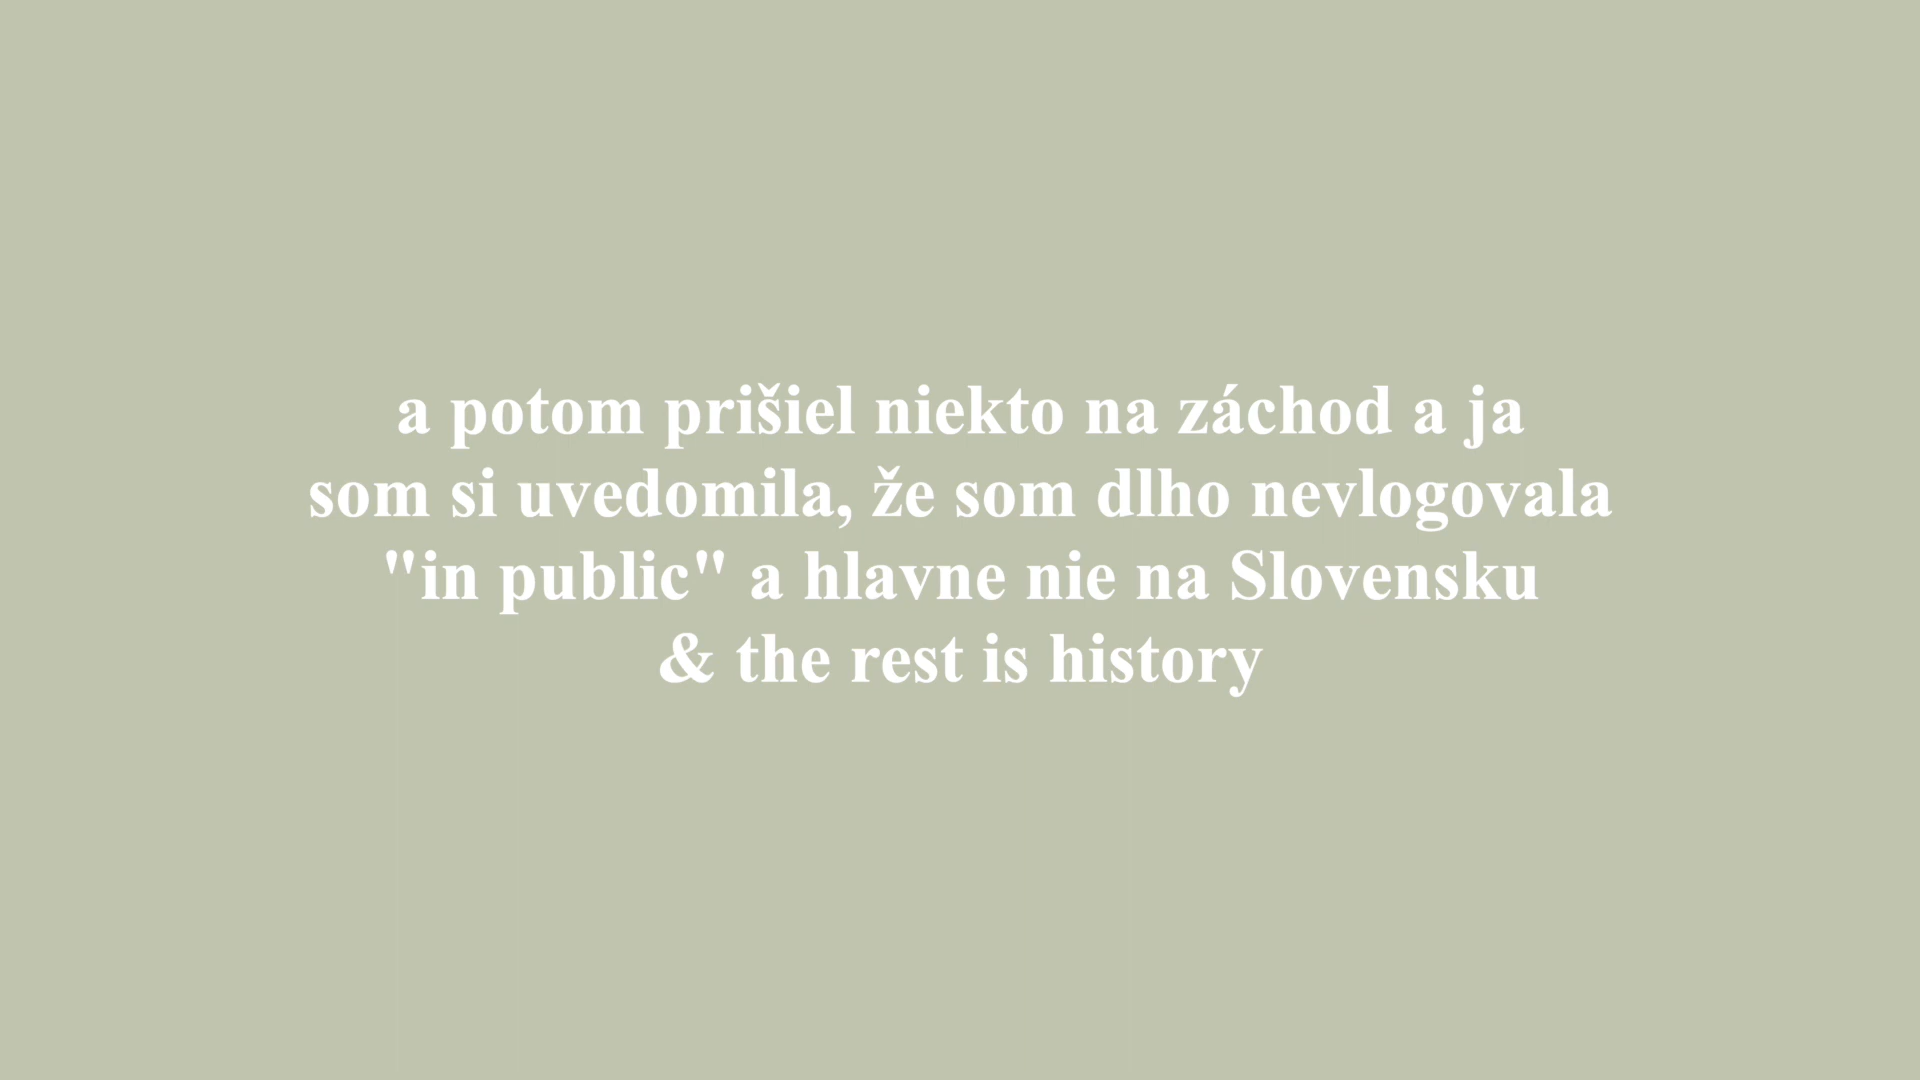 a potom prišiel niekto na záchod a ja
som si uvedomila, že som dlho nevlogovala
"in public" a hlavne nie na Slovensku
& the rest is history